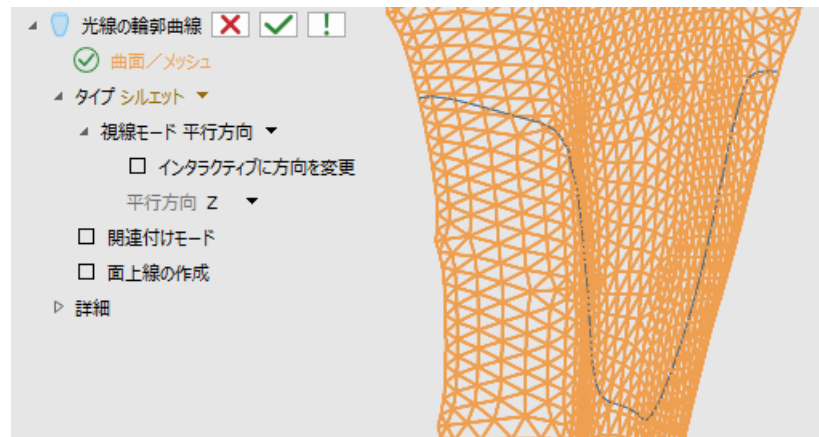 光線の輪郭曲線
曲面／メッシュ
タイプ シルエット
視線モード 平行方向
インタラクティブに方向を変更
平行方向 Z
関連付けモード
面上線の作成
詳細